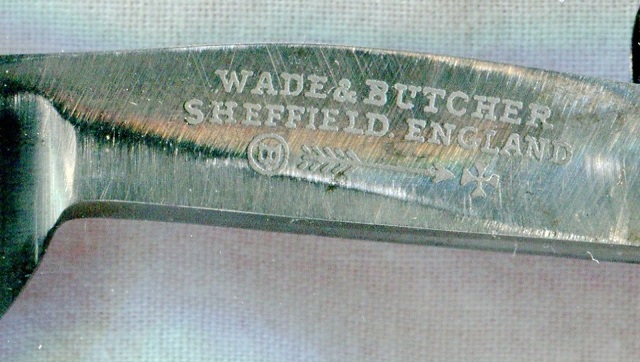 WADE & BUTCHER
SHEFFIELD, ENGLAND